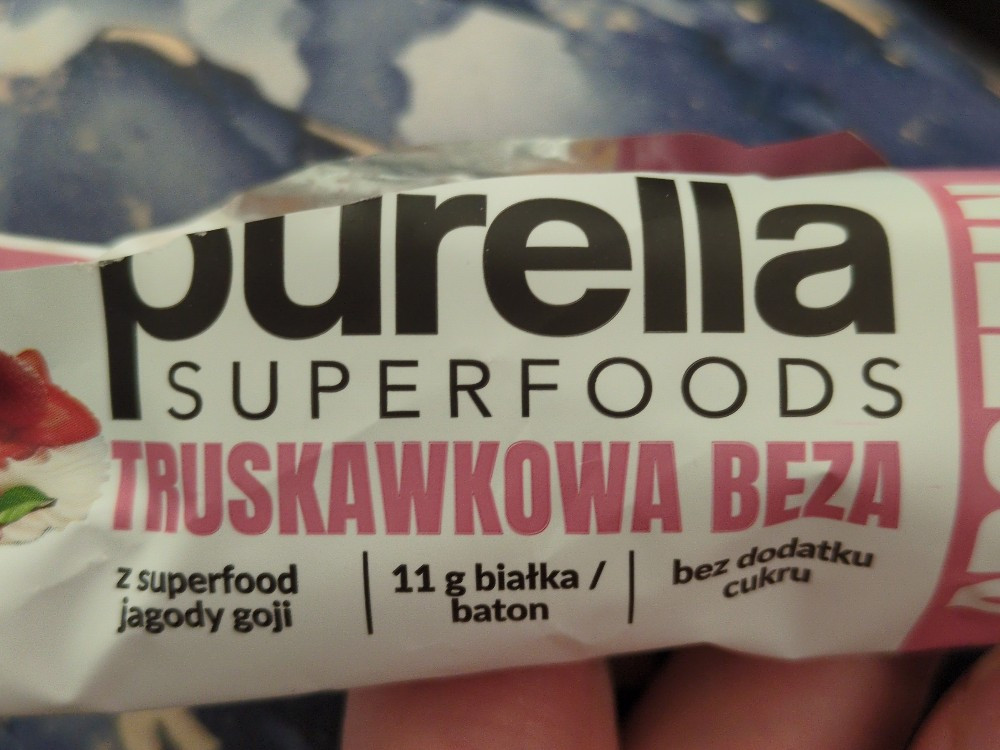 purella
SUPERFOODS
TRUSKAWKOWA BEZA
z superfood
jagody goji
11 g białka /
baton
bez dodatku
cukru